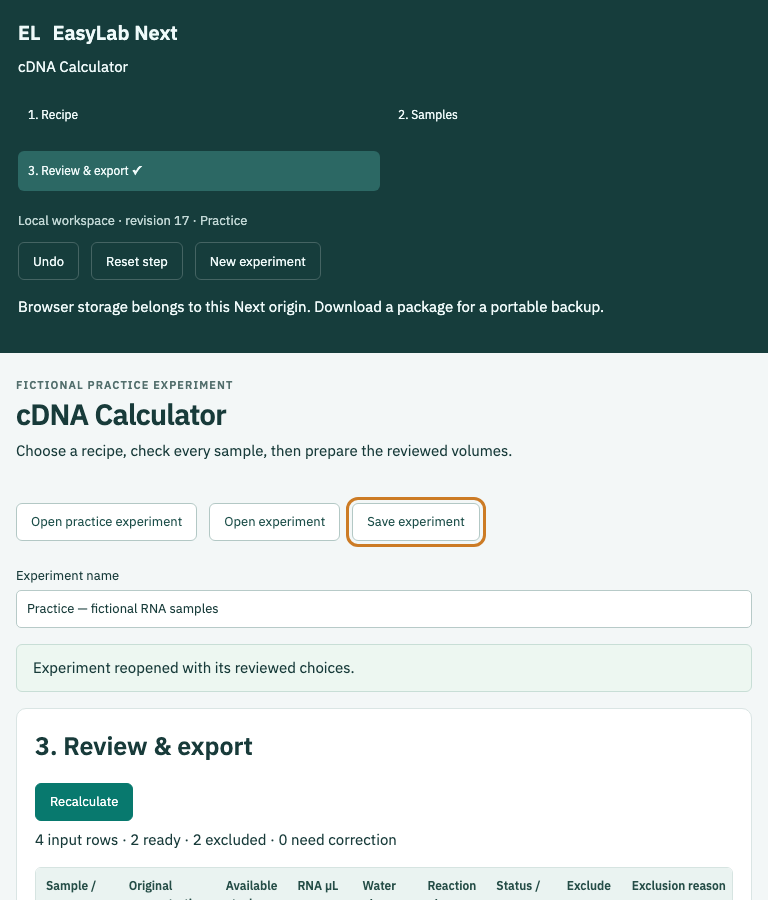 EL EasyLab Next
cDNA Calculator
1. Recipe
2. Samples
3. Review & export ✔
Local workspace · revision 17 · Practice
Undo
Reset step
New experiment
Browser storage belongs to this Next origin. Download a package for a portable backup.
FICTIONAL PRACTICE EXPERIMENT
cDNA Calculator
Choose a recipe, check every sample, then prepare the reviewed volumes.
Open practice experiment
Open experiment
Save experiment
Experiment name
Practice — fictional RNA samples
Experiment reopened with its reviewed choices.
3. Review & export
Recalculate
4 input rows · 2 ready · 2 excluded · 0 need correction
Sample / Original Available RNA µL Water Reaction Status / Exclude Exclusion reason